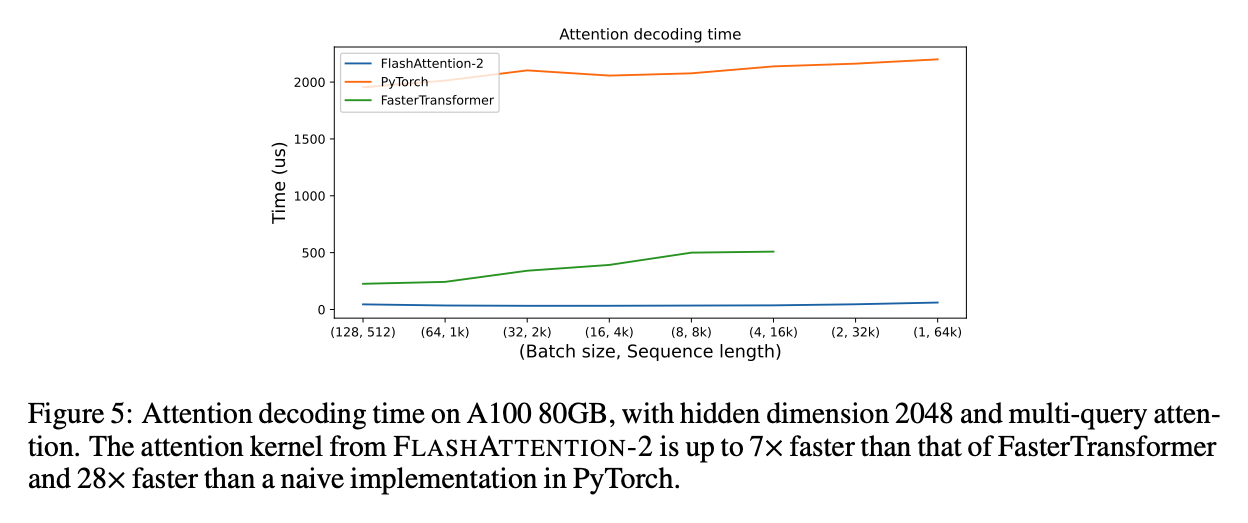 Attention decoding time
FlashAttention-2
PyTorch
FasterTransformer
Time (us)
2000
1500
1000
500
0
(128, 512) (64, 1k) (32, 2k) (16, 4k) (8, 8k) (4, 16k) (2, 32k) (1, 64k)
(Batch size, Sequence length)
Figure 5: Attention decoding time on A100 80GB, with hidden dimension 2048 and multi-query atten-
tion. The attention kernel from FLASHATTENTION-2 is up to 7× faster than that of FasterTransformer
and 28× faster than a naive implementation in PyTorch.